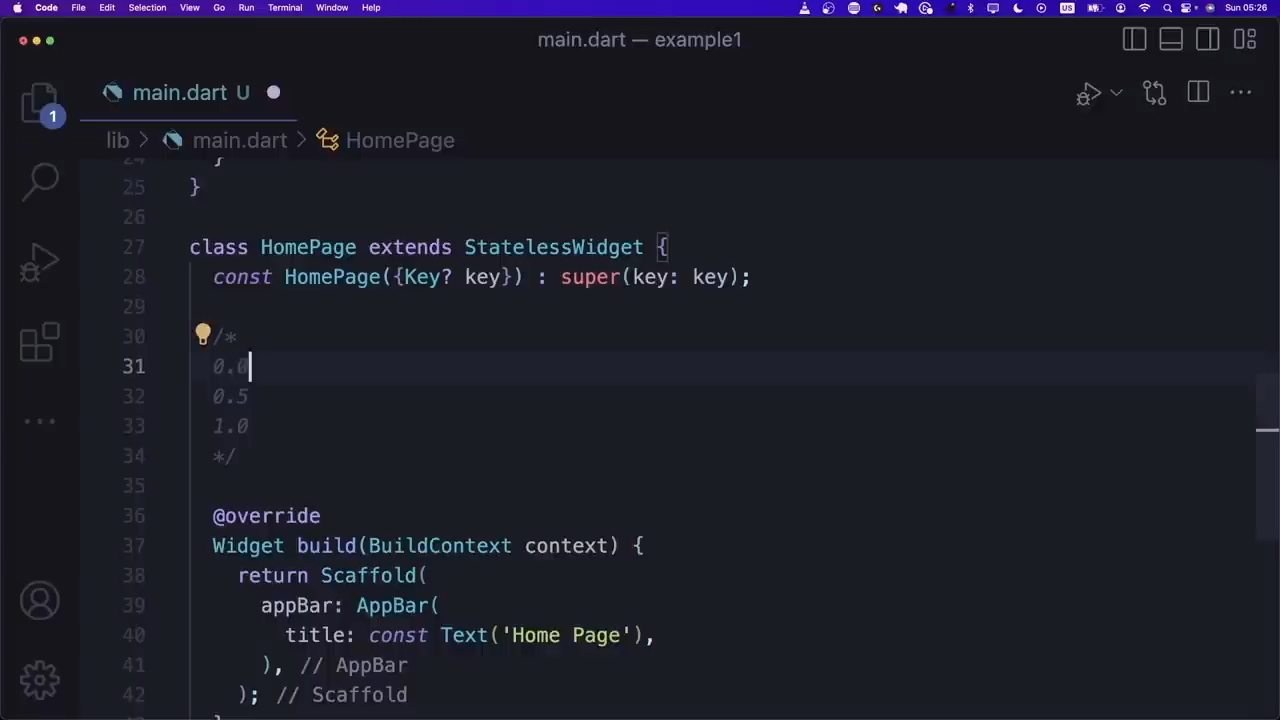 Code File Edit Selection View Go Run Terminal Window Help US Sun 05:26
main.dart — example1
main.dart U
1
lib > main.dart > HomePage
24 }
25 }
26
27 class HomePage extends StatelessWidget {
28 const HomePage({Key? key}) : super(key: key);
29
30 /*
31 0.0
32 0.5
33 1.0
34 */
35
36 @override
37 Widget build(BuildContext context) {
38 return Scaffold(
39 appBar: AppBar(
40 title: const Text('Home Page'),
41 ), // AppBar
42 ); // Scaffold
}